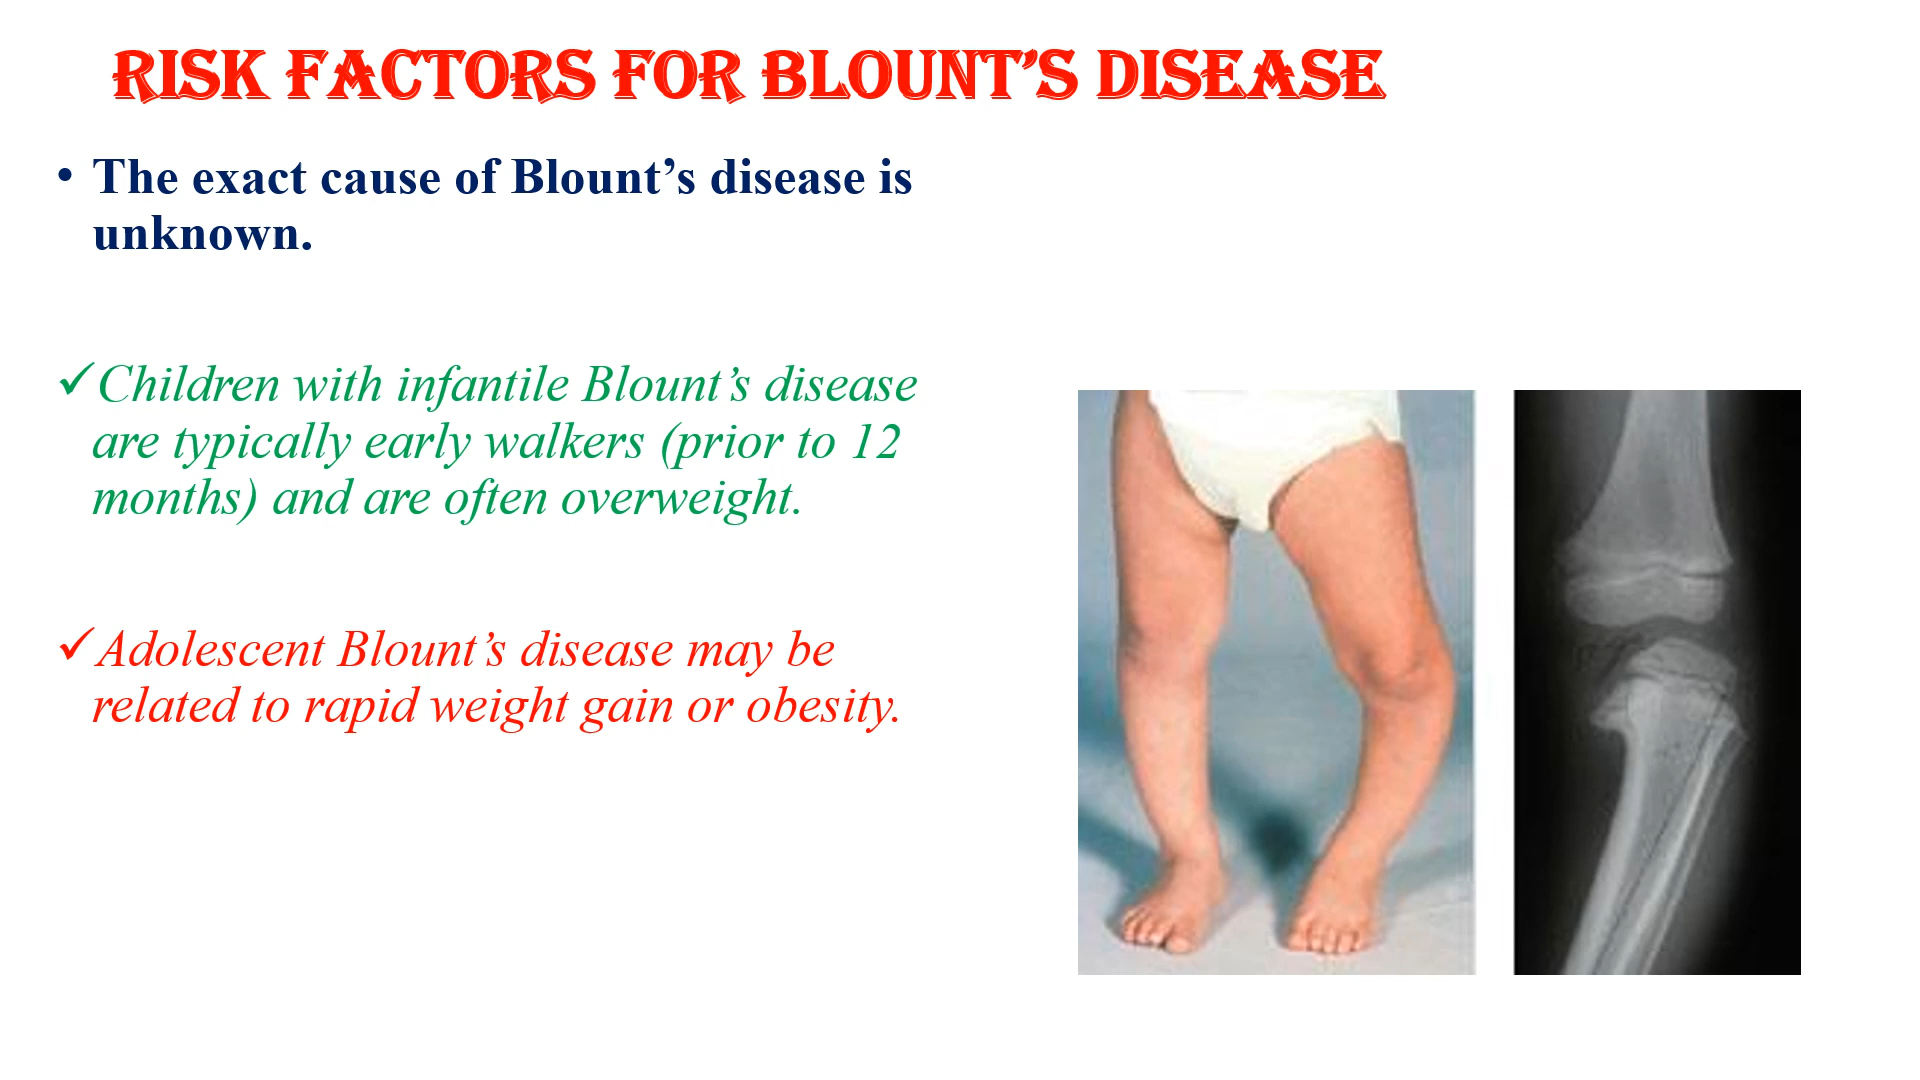 RISK FACTORS FOR BLOUNT’S DISEASE
• The exact cause of Blount’s disease is
unknown.
✓Children with infantile Blount’s disease
are typically early walkers (prior to 12
months) and are often overweight.
✓Adolescent Blount’s disease may be
related to rapid weight gain or obesity.